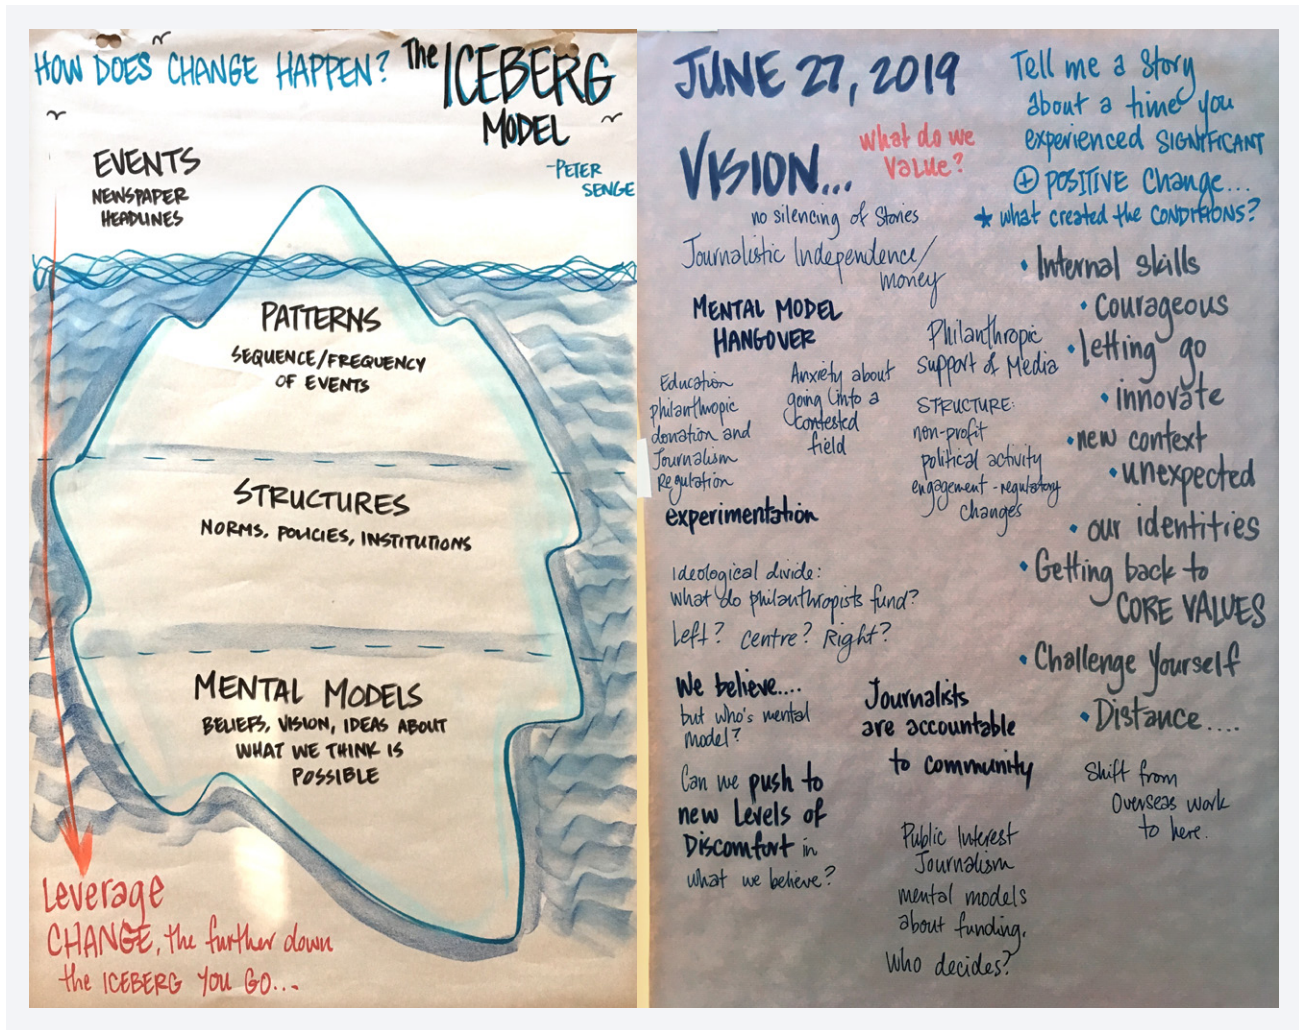 HOW DOES CHANGE HAPPEN?
The ICEBERG
MODEL
-PETER
SENGE
EVENTS
NEWSPAPER
HEADLINES
PATTERNS
SEQUENCE/FREQUENCY
OF EVENTS
STRUCTURES
NORMS, POLICIES, INSTITUTIONS
MENTAL MODELS
BELIEFS, VISION, IDEAS ABOUT
WHAT WE THINK IS
POSSIBLE
Leverage
CHANGE, the further down
the ICEBERG YOU GO...
JUNE 27, 2019
VISION...
what do we
Value?
no silencing of Stories
Journalistic Independence/
money
MENTAL MODEL
HANGOVER
Education
philanthropic
donation and
Journalism
Regulation
experimentation
Anxiety about
going into a
contested
field
Philanthropic
support of Media
STRUCTURE:
non-profit
political activity
engagement - regulatory
changes
Ideological divide:
what do philanthropists fund?
Left? Centre? Right?
We believe....
but who's mental
model?
Can we push to
new Levels of
Discomfort in
what we believe?
Journalists
are accountable
to community
Public Interest
Journalism
mental models
about funding.
Who decides?
Tell me a Story
about a time you
experienced SIGNIFICANT
⊕ POSITIVE Change...
★ what created the CONDITIONS?
• Internal skills
• Courageous
• letting go
• innovate
• new context
• unexpected
• our identities
• Getting back to
CORE VALUES
• Challenge Yourself
• Distance....
Shift from
Overseas work
to here.